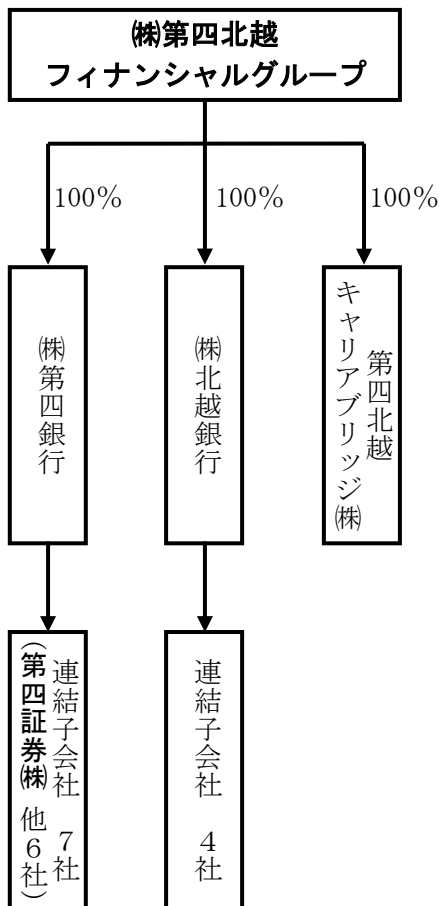 ㈱第四北越
フィナンシャルグループ
100%
100%
100%
㈱第四銀行
㈱北越銀行
第四北越
キャリアブリッジ㈱
連結子会社 7社
(第四証券㈱ 他6社)
連結子会社 4社